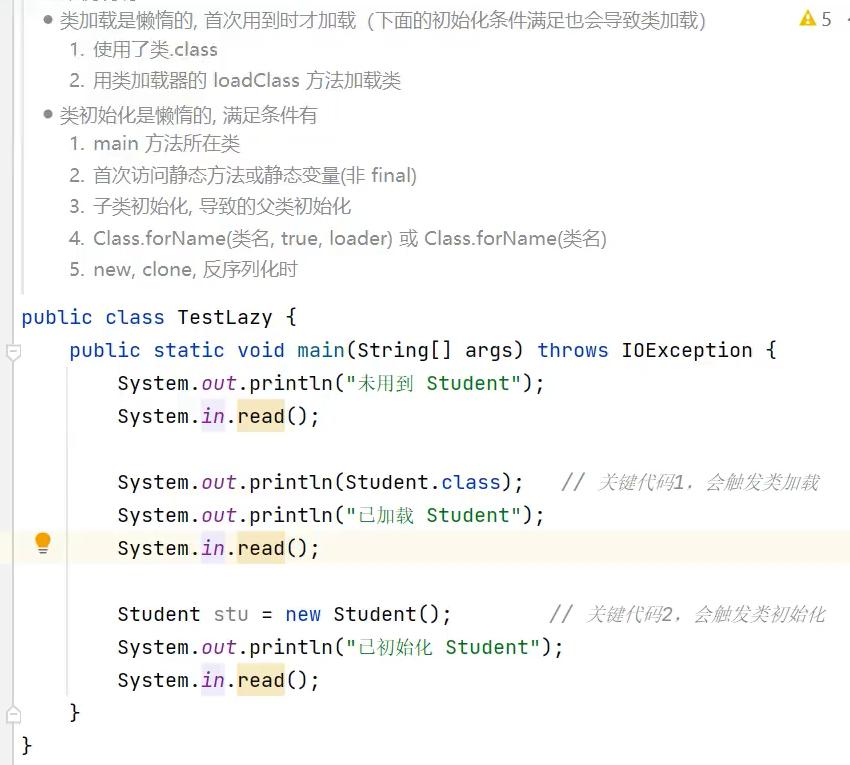 类加载是懒惰的, 首次用到时才加载（下面的初始化条件满足也会导致类加载）
5
1. 使用了类.class
2. 用类加载器的 loadClass 方法加载类
类初始化是懒惰的, 满足条件有
1. main 方法所在类
2. 首次访问静态方法或静态变量(非 final)
3. 子类初始化, 导致的父类初始化
4. Class.forName(类名, true, loader) 或 Class.forName(类名)
5. new, clone, 反序列化时
public class TestLazy {
public static void main(String[] args) throws IOException {
System.out.println("未用到 Student");
System.in.read();
System.out.println(Student.class); // 关键代码1，会触发类加载
System.out.println("已加载 Student");
System.in.read();
Student stu = new Student(); // 关键代码2，会触发类初始化
System.out.println("已初始化 Student");
System.in.read();
}
}